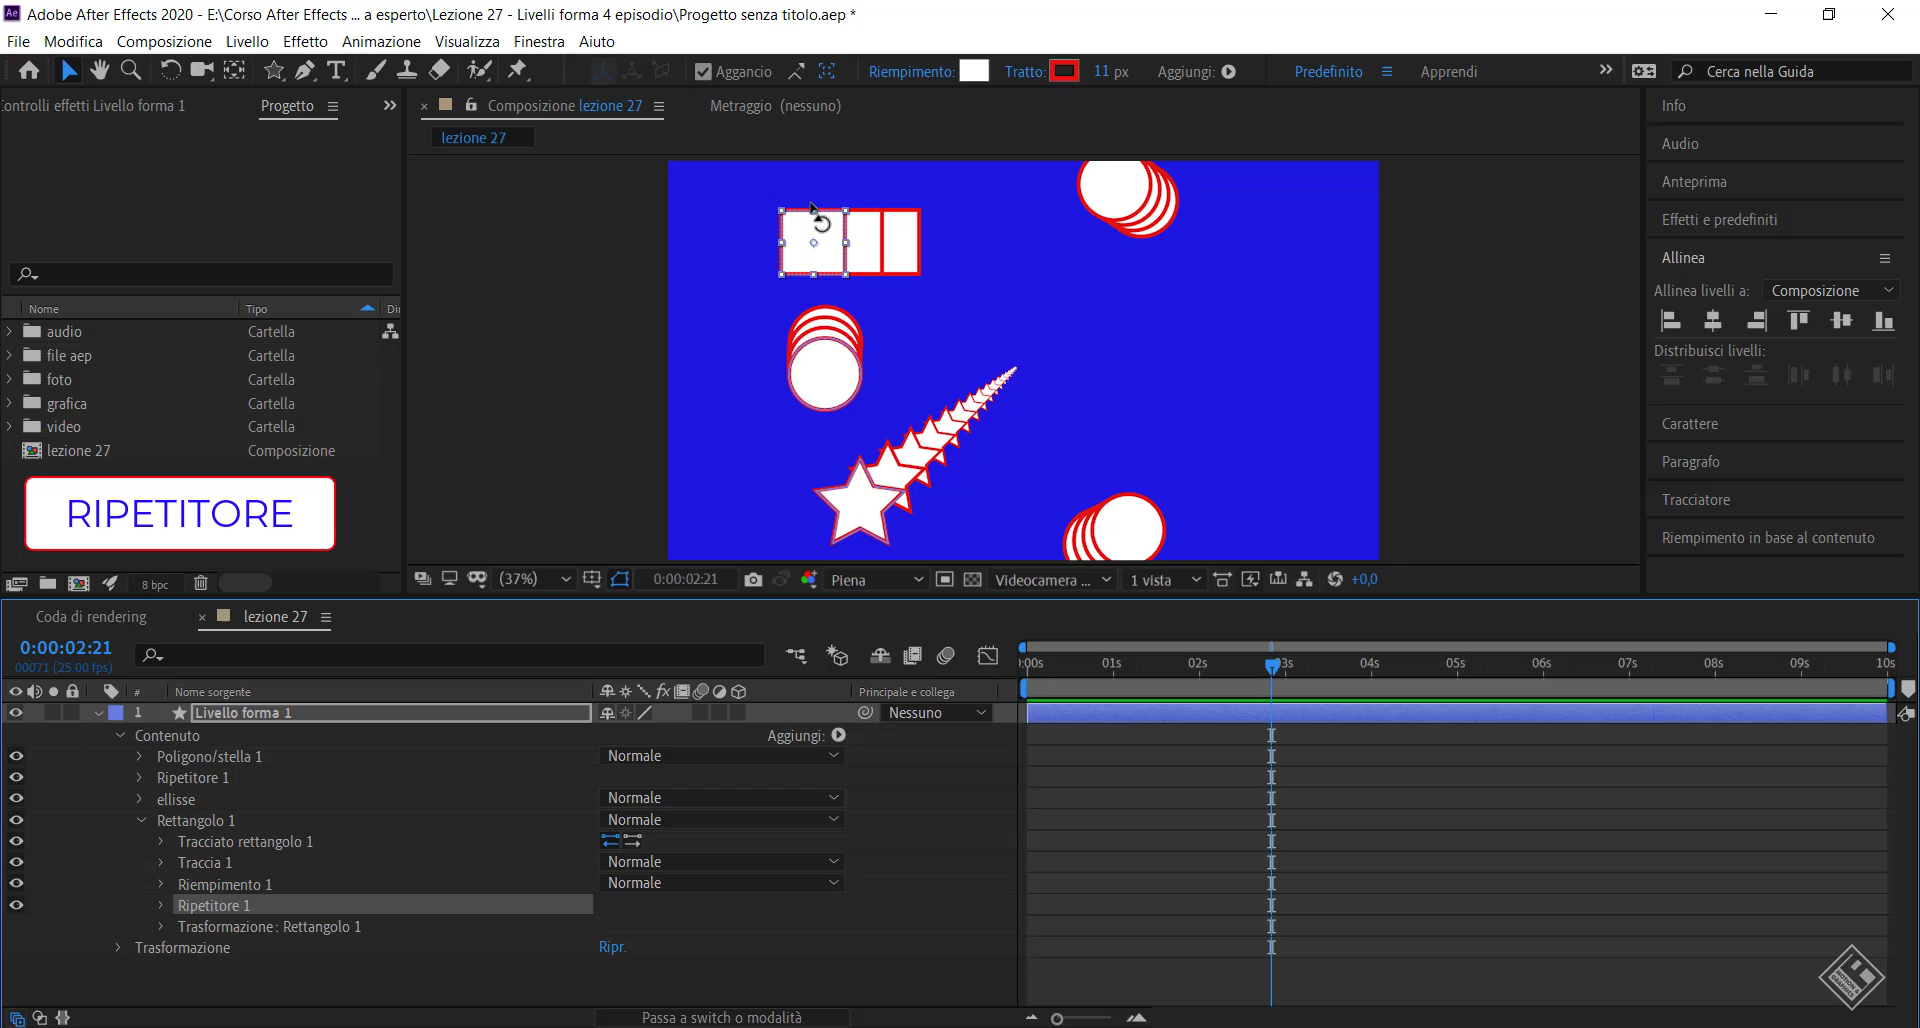 Adobe After Effects 2020 - E:\Corso After Effects ... a esperto\Lezione 27 - Livelli forma 4 episodio\Progetto senza titolo.aep *
File Modifica Composizione Livello Effetto Animazione Visualizza Finestra Aiuto
Aggancio Riempimento: Tratto: 11 px Aggiungi: Predefinito Apprendi Cerca nella Guida
ontrolli effetti Livello forma 1 Progetto Composizione lezione 27 Metraggio (nessuno) Info
lezione 27
Audio
Anteprima
Effetti e predefiniti
Allinea
Allinea livelli a: Composizione
Nome Tipo Di
audio Cartella
file aep Cartella
foto Cartella
grafica Cartella
video Cartella
lezione 27 Composizione
Distribuisci livelli:
Carattere
Paragrafo
Tracciatore
Riempimento in base al contenuto
RIPETITORE
8 bpc (37%) 0:00:02:21 Piena Videocamera ... 1 vista +0,0
Coda di rendering lezione 27
0:00:02:21
00071 (25.00 fps)
:00s 01s 02s 03s 04s 05s 06s 07s 08s 09s 10s
# Nome sorgente fx Principale e collega
1 Livello forma 1 Nessuno
Contenuto Aggiungi:
Poligono/stella 1 Normale
Ripetitore 1
ellisse Normale
Rettangolo 1 Normale
Tracciato rettangolo 1
Traccia 1 Normale
Riempimento 1 Normale
Ripetitore 1
Trasformazione: Rettangolo 1
Trasformazione Ripr.
Passa a switch o modalità